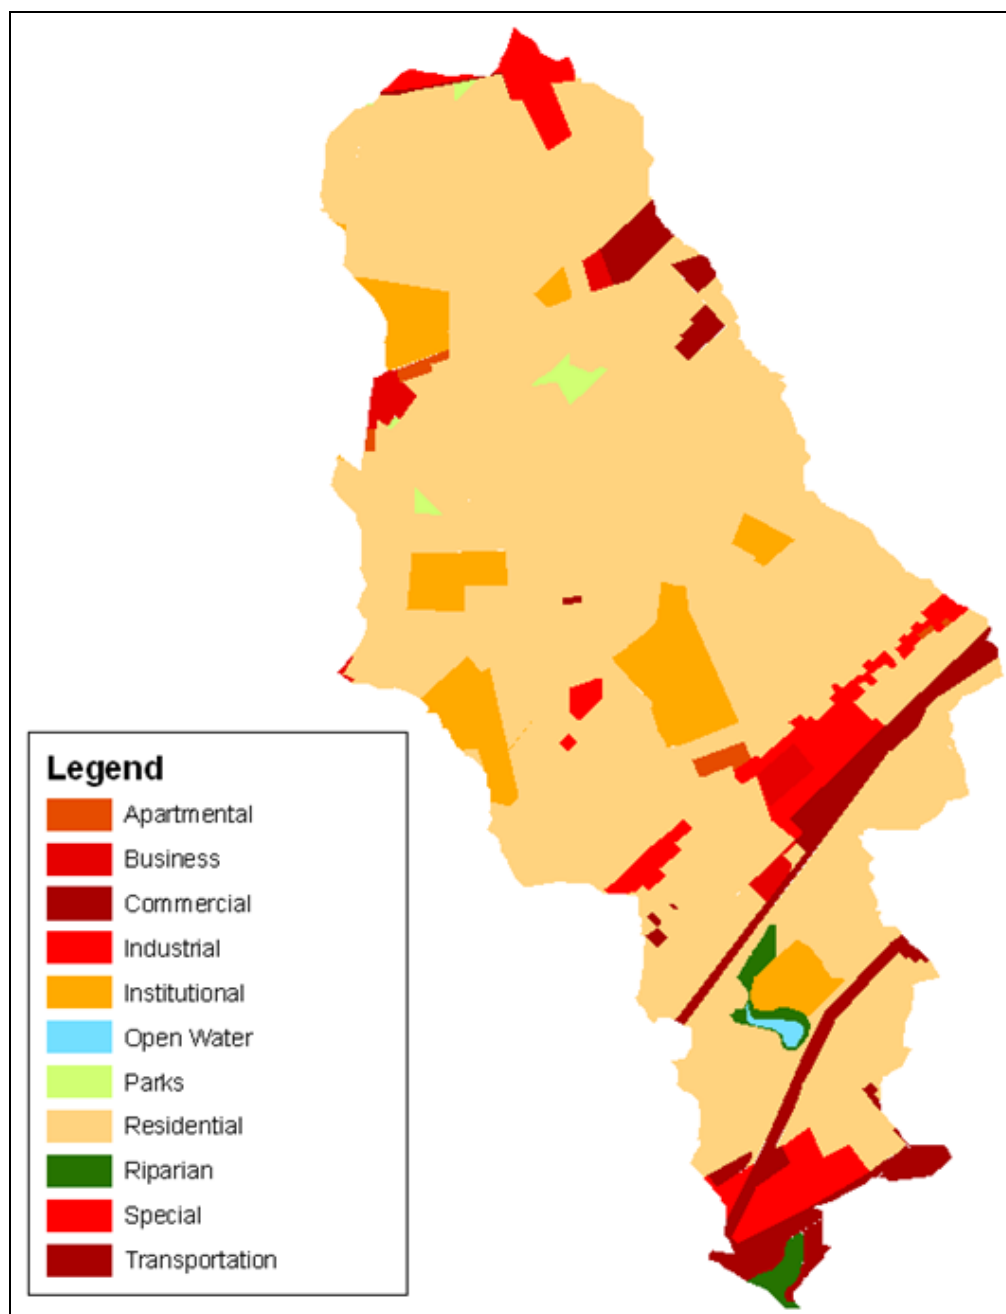 Legend
Apartmental
Business
Commercial
Industrial
Institutional
Open Water
Parks
Residential
Riparian
Special
Transportation